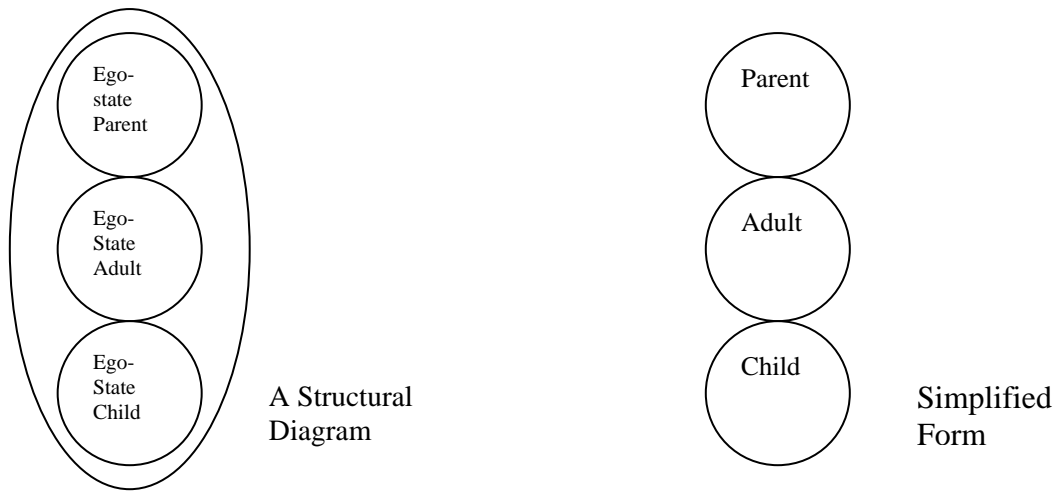 Ego-
state
Parent
Ego-
State
Adult
Ego-
State
Child
A Structural
Diagram
Parent
Adult
Child
Simplified
Form